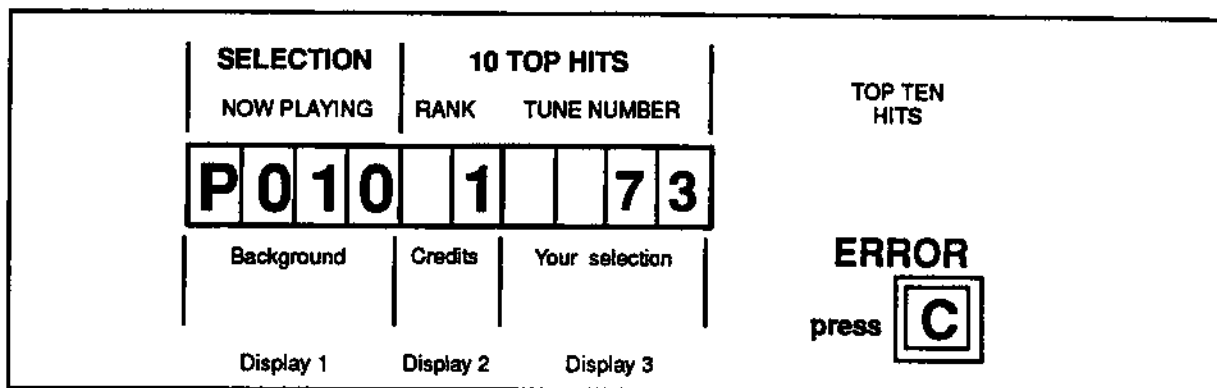 SELECTION 10 TOP HITS
NOW PLAYING RANK TUNE NUMBER
TOP TEN
HITS
P010 1 73
Background Credits Your selection
ERROR
press C
Display 1 Display 2 Display 3